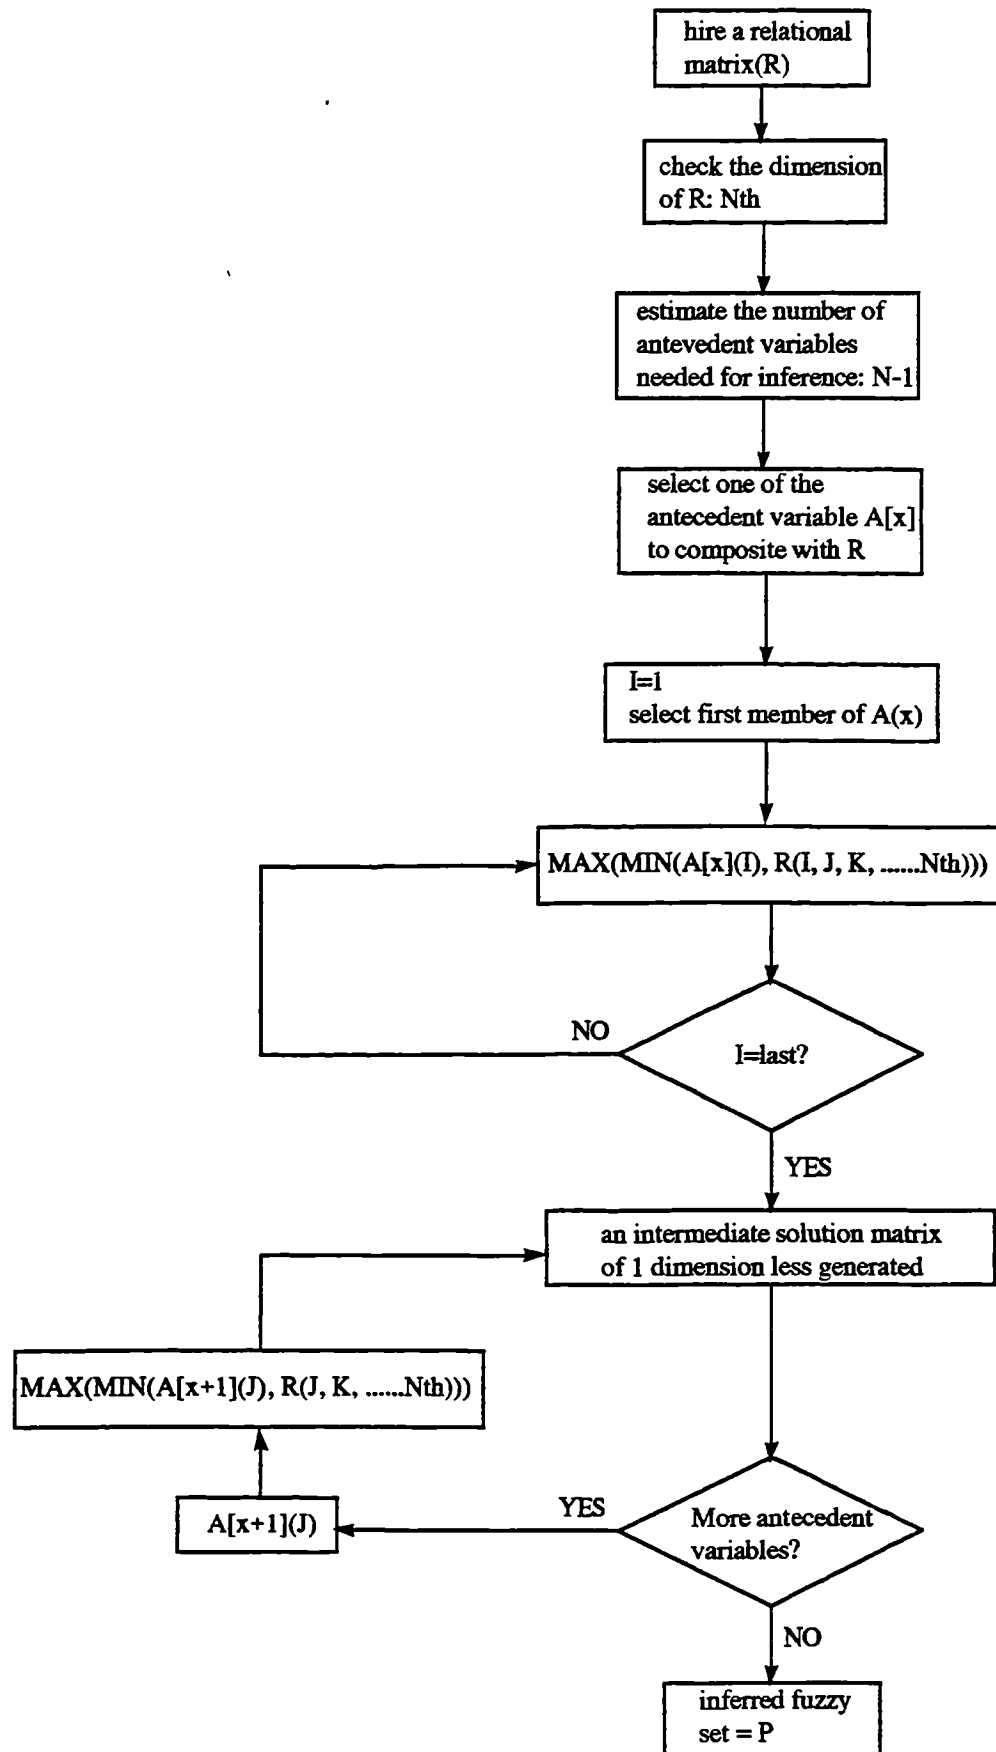 hire a relational
matrix(R)
check the dimension
of R: Nth
estimate the number of
antevedent variables
needed for inference: N-1
select one of the
antecedent variable A[x]
to composite with R
I=1
select first member of A(x)
MAX(MIN(A[x](I), R(I, J, K, ......Nth)))
NO
I=last?
YES
an intermediate solution matrix
of 1 dimension less generated
MAX(MIN(A[x+1](J), R(J, K, ......Nth)))
A[x+1](J)
YES
More antecedent
variables?
NO
inferred fuzzy
set = P